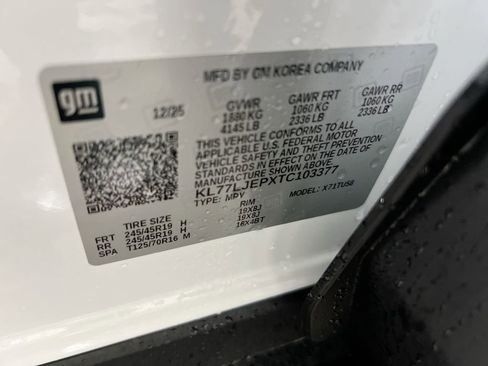 gm
MFD BY GM KOREA COMPANY
12/25 GVWR GAWR FRT GAWR RR
1880 KG 1060 KG 1060 KG
4145 LB 2336 LB 2336 LB
THIS VEHICLE CONFORMS TO ALL
APPLICABLE U.S. FEDERAL MOTOR
VEHICLE SAFETY AND THEFT PREVENTION
STANDARDS IN EFFECT ON THE DATE OF
MANUFACTURE SHOWN ABOVE.
KL77LJEPXTC103377
TYPE: MPV MODEL: X71TUS8
TIRE SIZE RIM
FRT 245/45R19 H 19X8J
RR 245/45R19 H 19X8J
SPA T125/70R16 M 16X4BT